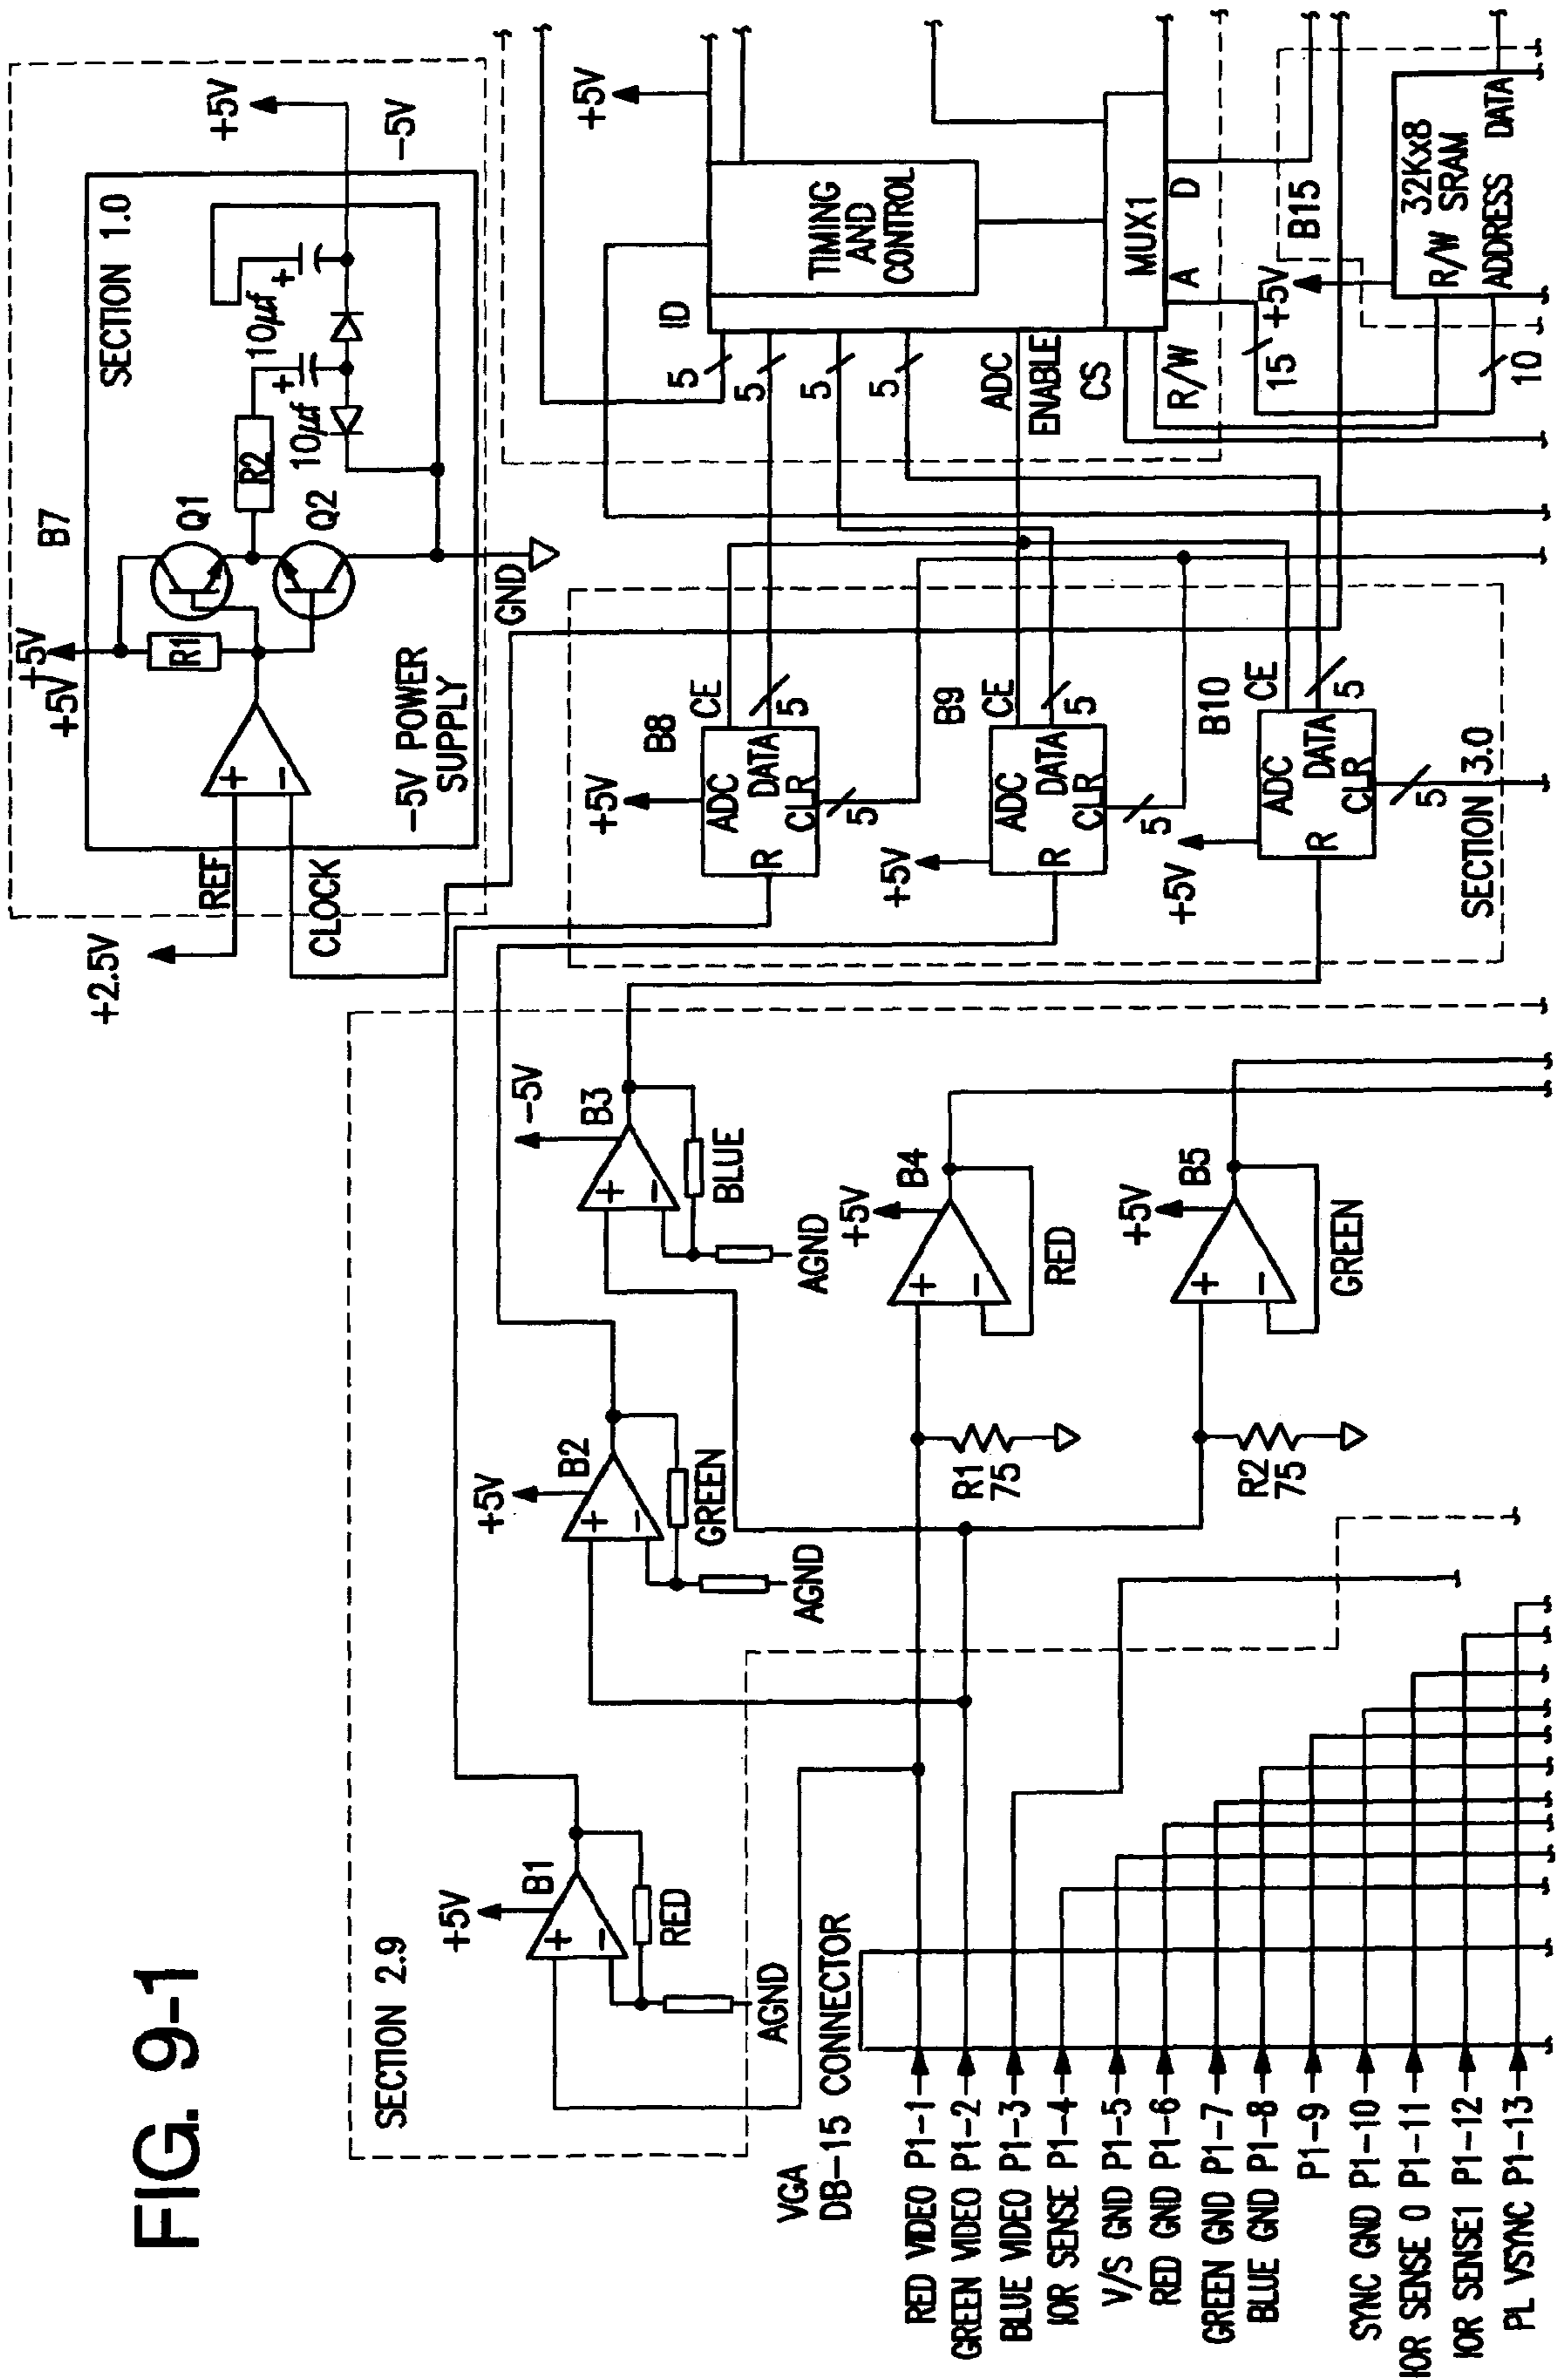 FIG. 9-1
SECTION 2.9
+5V
B1
+
–
RED
AGND
+5V
B2
+
–
GREEN
AGND
-5V
B3
+
–
BLUE
AGND
+5V
B4
+
–
RED
R1
75
+5V
B5
+
–
GREEN
R2
75
VGA
DB-15 CONNECTOR
RED VIDEO P1-1
GREEN VIDEO P1-2
BLUE VIDEO P1-3
IOR SENSE P1-4
V/S GND P1-5
RED GND P1-6
GREEN GND P1-7
BLUE GND P1-8
P1-9
SYNC GND P1-10
IOR SENSE 0 P1-11
IOR SENSE1 P1-12
PL VSYNC P1-13
+2.5V
REF
CLOCK
+5V
+5V
B7
SECTION 1.0
R1
Q1
Q2
R2
10µf
+
10µf
+
+
–
-5V POWER
SUPPLY
GND
+5V
-5V
+5V
B8
CE
ADC
DATA
R
CLR
5
5
+5V
B9
CE
ADC
DATA
R
CLR
5
5
+5V
B10
CE
ADC
DATA
R
CLR
5
5
SECTION 3.0
+5V
ID
TIMING
AND
CONTROL
5
5
5
5
ADC
ENABLE
CS
R/W
MUX1
A
D
15
+5V
B15
32Kx8
R/W SRAM
ADDRESS DATA
10